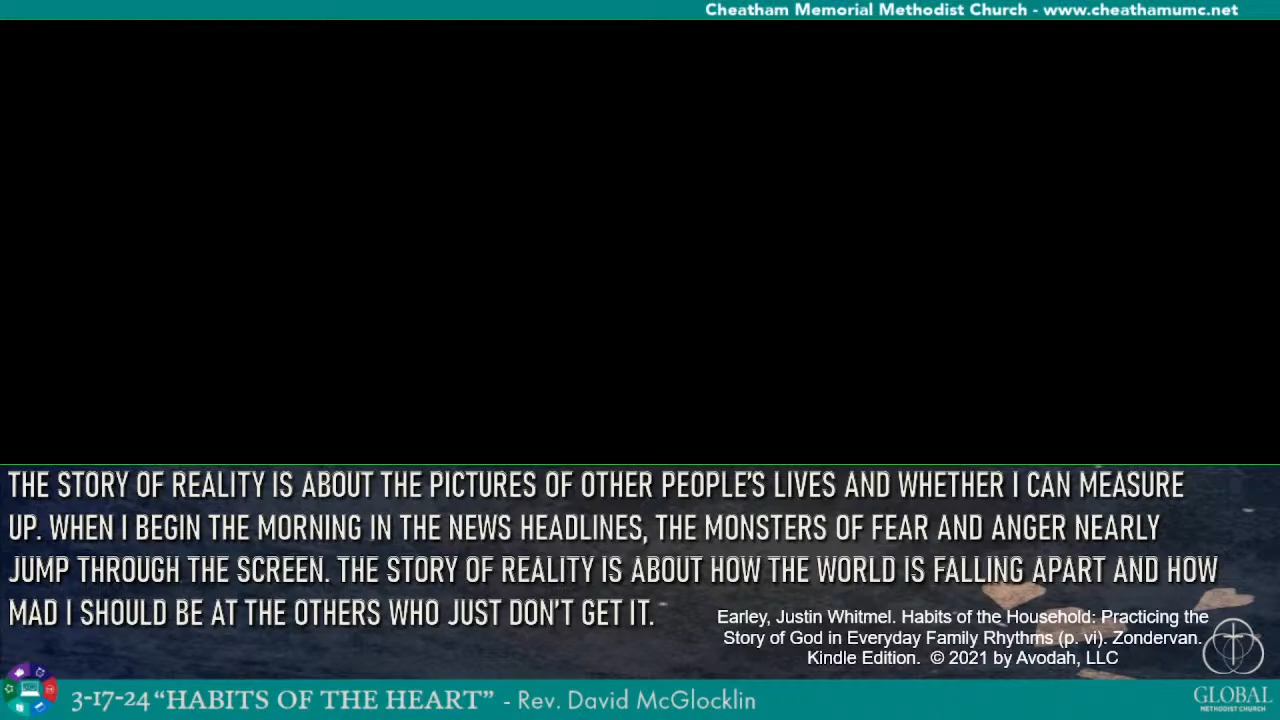 Cheatham Memorial Methodist Church - www.cheathamumc.net
THE STORY OF REALITY IS ABOUT THE PICTURES OF OTHER PEOPLE'S LIVES AND WHETHER I CAN MEASURE
UP. WHEN I BEGIN THE MORNING IN THE NEWS HEADLINES, THE MONSTERS OF FEAR AND ANGER NEARLY
JUMP THROUGH THE SCREEN. THE STORY OF REALITY IS ABOUT HOW THE WORLD IS FALLING APART AND HOW
MAD I SHOULD BE AT THE OTHERS WHO JUST DON'T GET IT.
Earley, Justin Whitmel. Habits of the Household: Practicing the
Story of God in Everyday Family Rhythms (p. vi). Zondervan.
Kindle Edition. © 2021 by Avodah, LLC
3-17-24 "HABITS OF THE HEART" - Rev. David McGlocklin
GLOBAL
METHODIST CHURCH